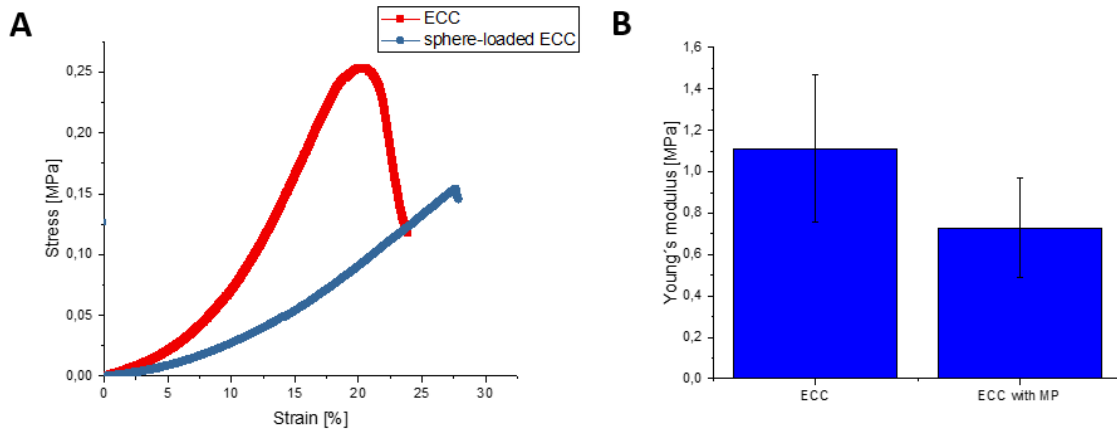 A
ECC
sphere-loaded ECC
0,25
0,20
0,15
0,10
0,05
0,00
Stress [MPa]
0 5 10 15 20 25 30
Strain [%]
B
1,6
1,4
1,2
1,0
0,8
0,6
0,4
0,2
0,0
Young´s modulus [MPa]
ECC ECC with MP